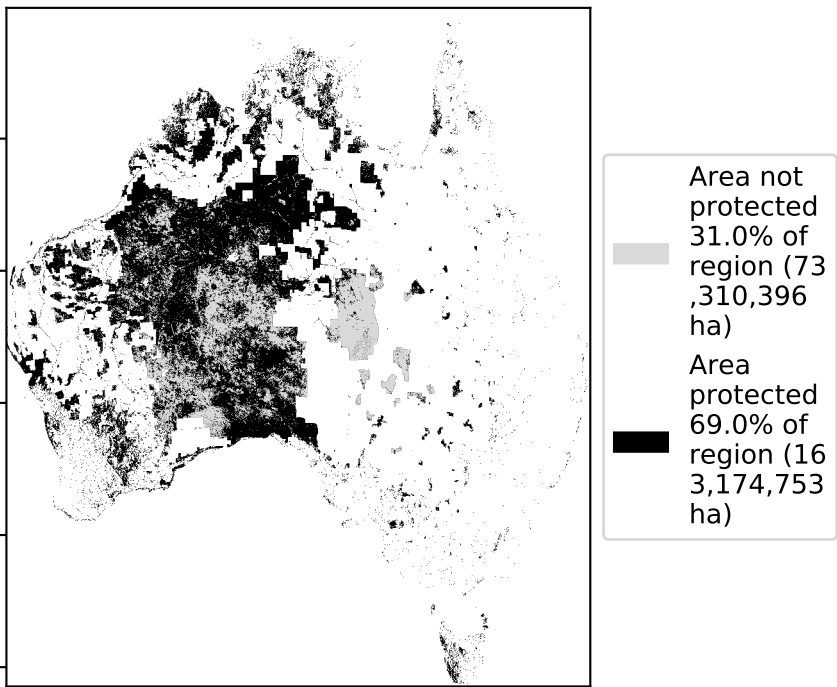 Area not
protected
31.0% of
region (73
,310,396
ha)
Area
protected
69.0% of
region (16
3,174,753
ha)